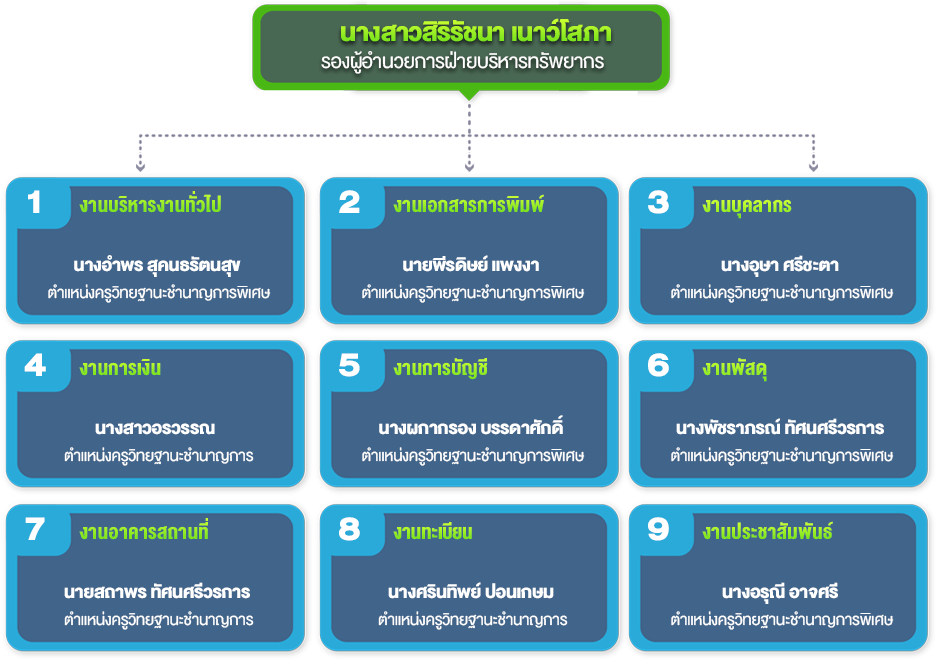 นางสาวสิริรัชนา เนาว์โสภา
รองผู้อำนวยการฝ่ายบริหารทรัพยากร
1 งานบริหารงานทั่วไป
นางอำพร สุคนธรัตนสุข
ตำแหน่งครูวิทยฐานะชำนาญการพิเศษ
2 งานเอกสารการพิมพ์
นายพีรดิษย์ แพงงา
ตำแหน่งครูวิทยฐานะชำนาญการพิเศษ
3 งานบุคลากร
นางอุษา ศรีชะตา
ตำแหน่งครูวิทยฐานะชำนาญการพิเศษ
4 งานการเงิน
นางสาวอรวรรณ
ตำแหน่งครูวิทยฐานะชำนาญการ
5 งานการบัญชี
นางผกากรอง บรรดาศักดิ์
ตำแหน่งครูวิทยฐานะชำนาญการพิเศษ
6 งานพัสดุ
นางพัชราภรณ์ ทัศนศรีวรการ
ตำแหน่งครูวิทยฐานะชำนาญการพิเศษ
7 งานอาคารสถานที่
นายสถาพร ทัศนศรีวรการ
ตำแหน่งครูวิทยฐานะชำนาญการ
8 งานทะเบียน
นางศรินทิพย์ ปอนเกษม
ตำแหน่งครูวิทยฐานะชำนาญการ
9 งานประชาสัมพันธ์
นางอรุณี อาจศรี
ตำแหน่งครูวิทยฐานะชำนาญการพิเศษ